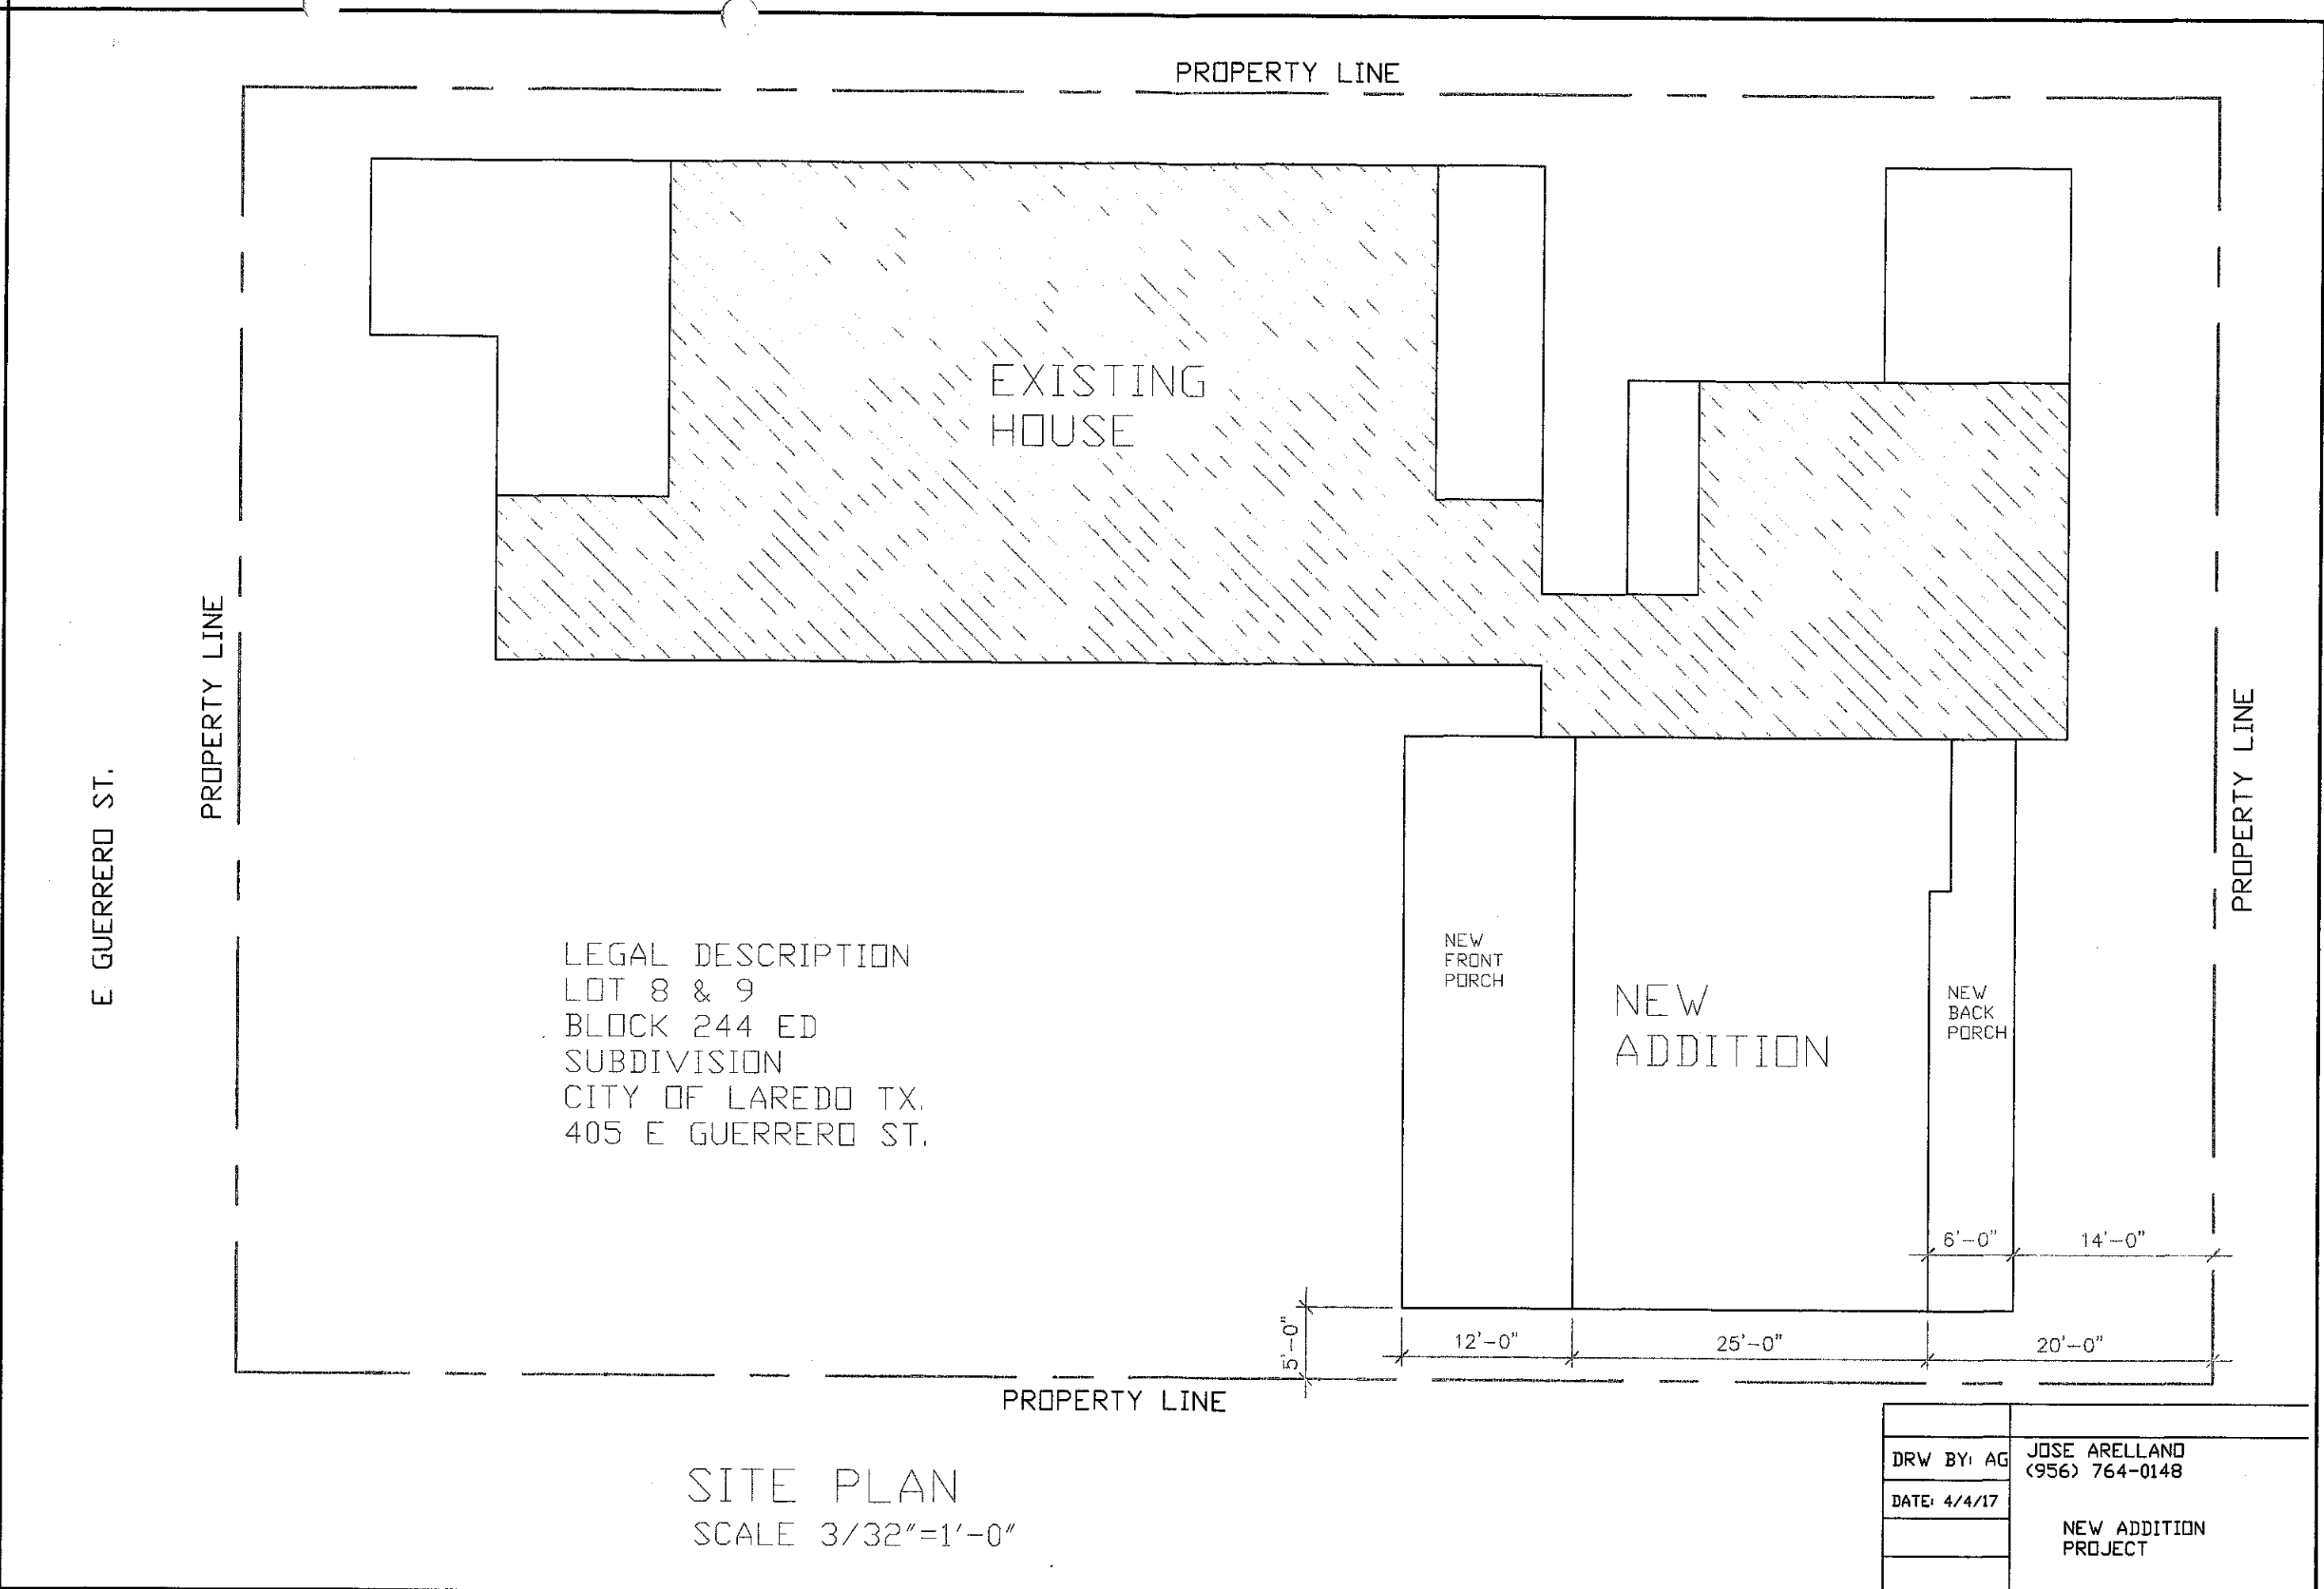 PROPERTY LINE
EXISTING
HOUSE
PROPERTY LINE
PROPERTY LINE
E GUERRERO ST.
LEGAL DESCRIPTION
LOT 8 & 9
BLOCK 244 ED
SUBDIVISION
CITY OF LAREDO TX.
405 E GUERRERO ST.
NEW
FRONT
PORCH
NEW
ADDITION
NEW
BACK
PORCH
6'-0"
14'-0"
5'-0"
12'-0"
25'-0"
20'-0"
PROPERTY LINE
SITE PLAN
SCALE 3/32"=1'-0"
DRW BY: AG
JOSE ARELLANO
(956) 764-0148
DATE: 4/4/17
NEW ADDITION
PROJECT